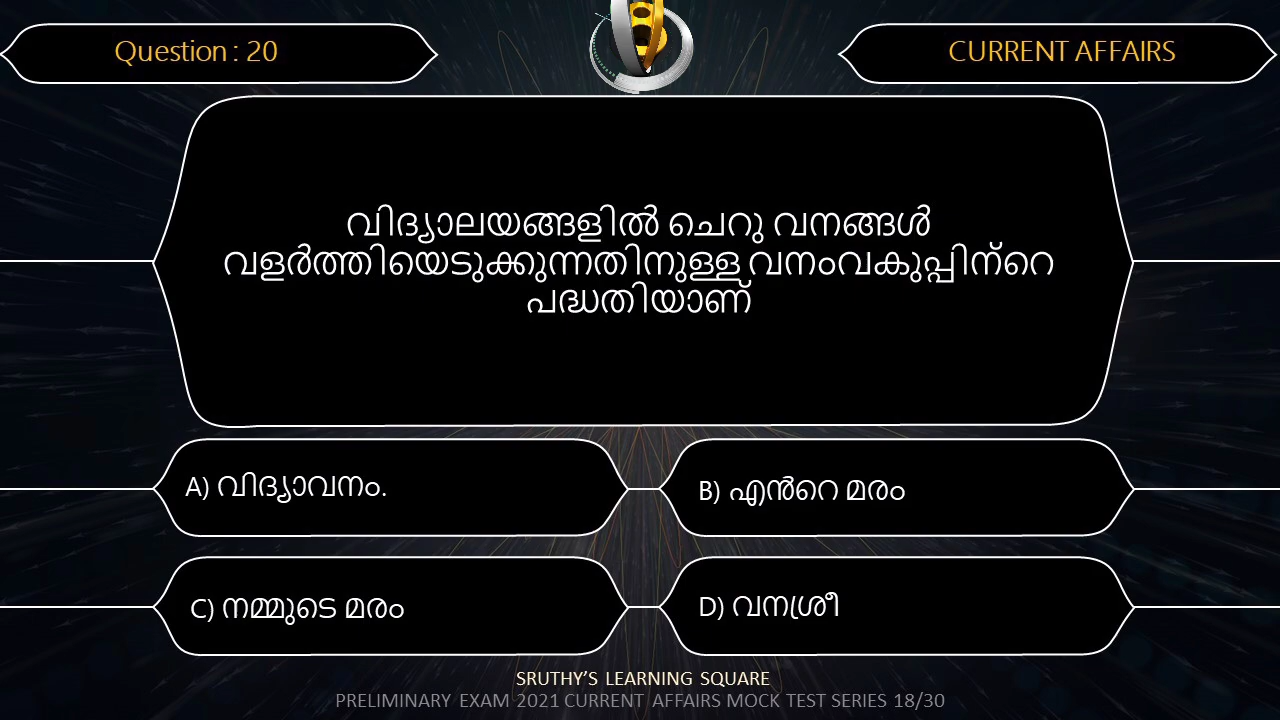 Question : 20
CURRENT AFFAIRS
വിദ്യാലയങ്ങളിൽ ചെറു വനങ്ങൾ
വളർത്തിയെടുക്കുന്നതിനുള്ള വനംവകുപ്പിന്റെ
പദ്ധതിയാണ്
A) വിദ്യാവനം.
B) എൻറെ മരം
C) നമ്മുടെ മരം
D) വനശ്രീ
SRUTHY'S LEARNING SQUARE
PRELIMINARY EXAM 2021 CURRENT AFFAIRS MOCK TEST SERIES 18/30